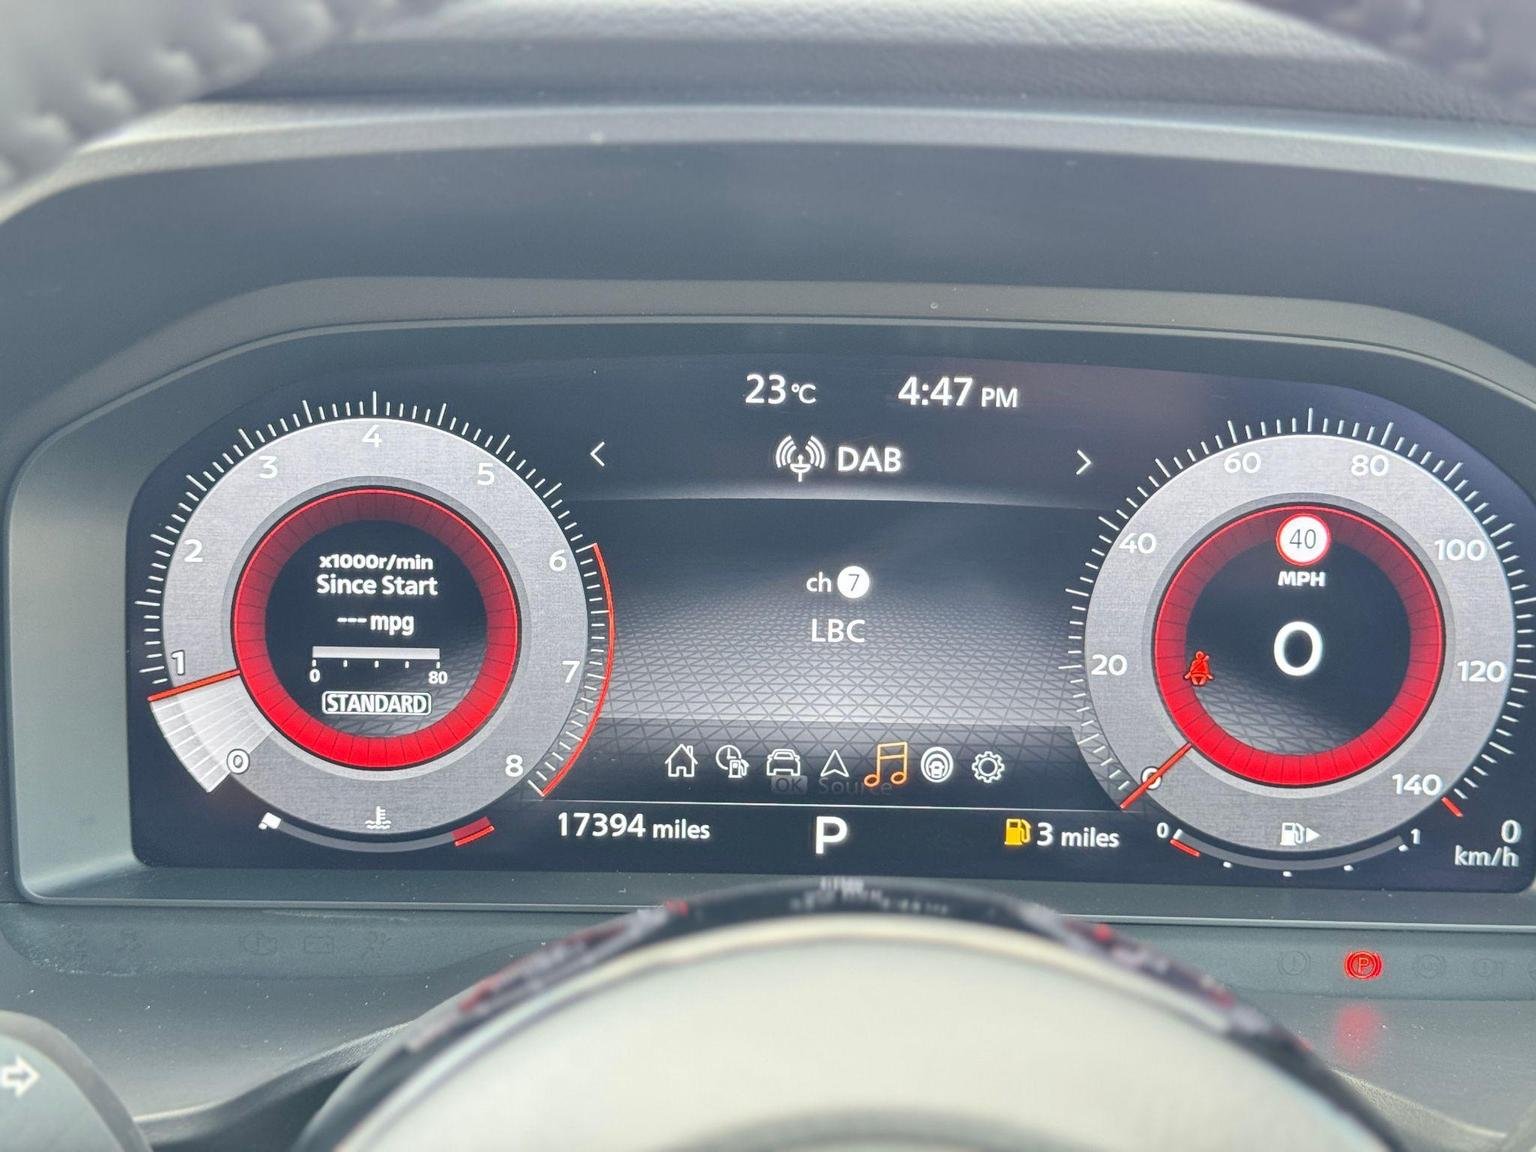 23°C 4:47 PM
DAB
ch 7
LBC
x1000r/min
Since Start
--- mpg
0 80
STANDARD
0 1 2 3 4 5 6 7 8
40
MPH
0
0 20 40 60 80 100 120 140
OK Source
17394 miles
P
3 miles
0 1
0
km/h
P